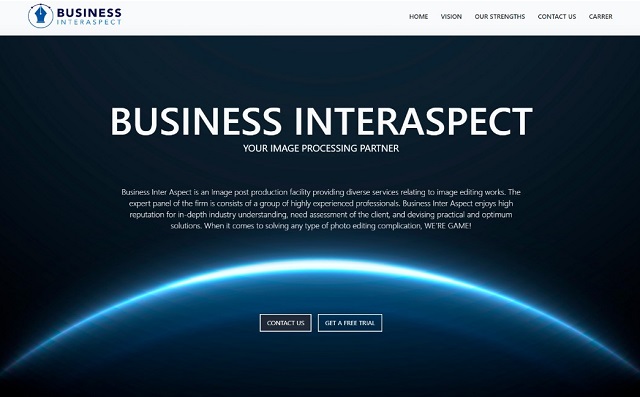 BUSINESS
INTERASPECT
HOME VISION OUR STRENGTHS CONTACT US CARRER
BUSINESS INTERASPECT
YOUR IMAGE PROCESSING PARTNER
Business Inter Aspect is an Image post production facility providing diverse services relating to image editing works. The
expert panel of the firm is consists of a group of highly experienced professionals. Business Inter Aspect enjoys high
reputation for in-depth industry understanding, need assessment of the client, and devising practical and optimum
solutions. When it comes to solving any type of photo editing complication, WE'RE GAME!
CONTACT US GET A FREE TRIAL